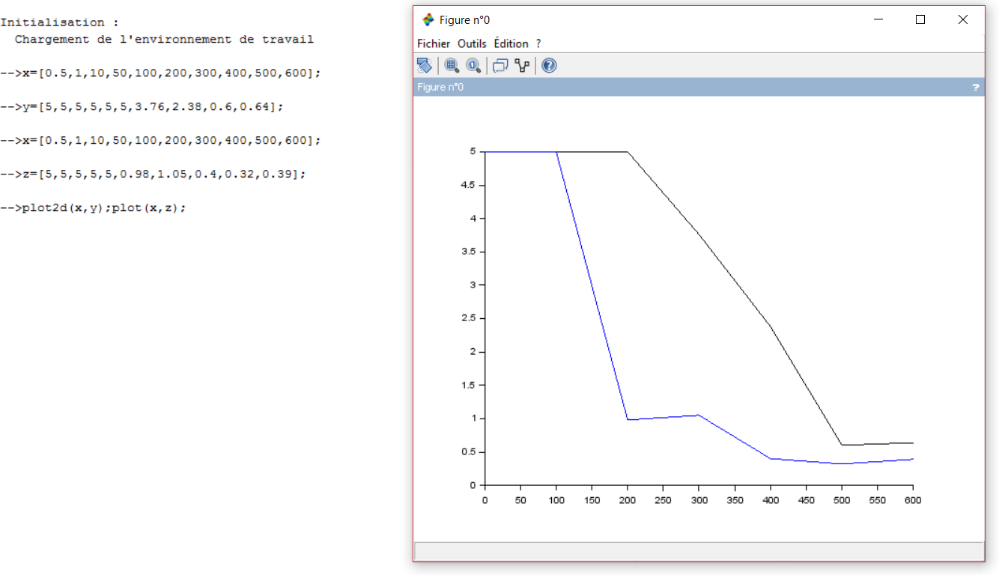 Initialisation :
Chargement de l'environnement de travail
-->x=[0.5,1,10,50,100,200,300,400,500,600];
-->y=[5,5,5,5,5,5,3.76,2.38,0.6,0.64];
-->x=[0.5,1,10,50,100,200,300,400,500,600];
-->z=[5,5,5,5,5,0.98,1.05,0.4,0.32,0.39];
-->plot2d(x,y);plot(x,z);
Figure n°0
Fichier Outils Édition ?
Figure n°0 ?
5
4.5
4
3.5
3
2.5
2
1.5
1
0.5
0
0 50 100 150 200 250 300 350 400 450 500 550 600